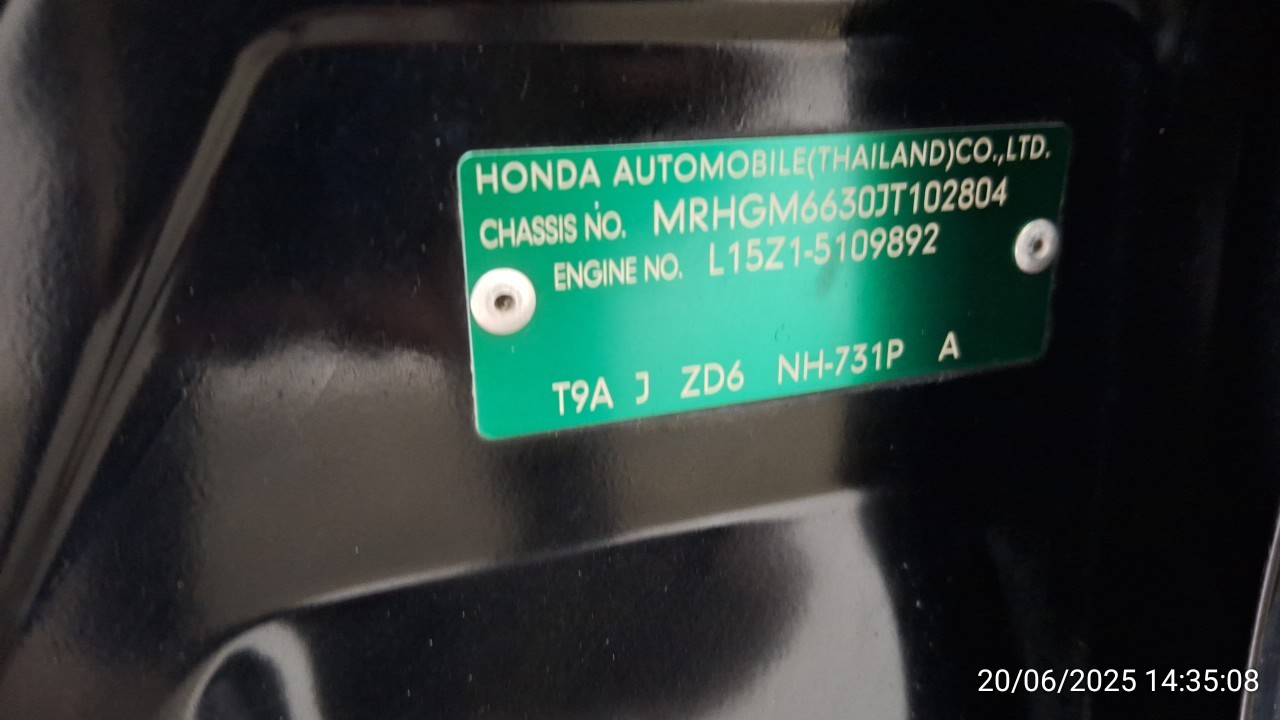 HONDA AUTOMOBILE(THAILAND)CO.,LTD.
CHASSIS NO. MRHGM6630JT102804
ENGINE NO. L15Z1-5109892
T9A J ZD6 NH-731P A
20/06/2025 14:35:08